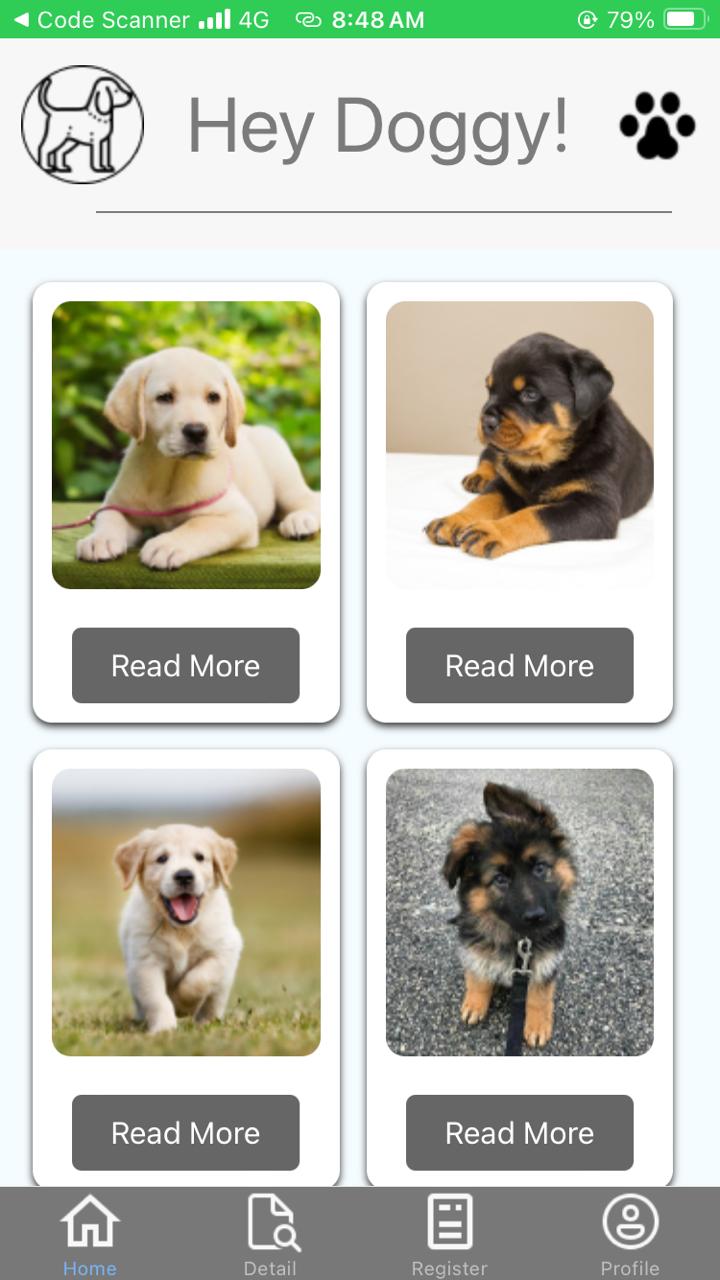 Code Scanner 4G 8:48 AM 79%
Hey Doggy!
Read More Read More
Read More Read More
Home Detail Register Profile